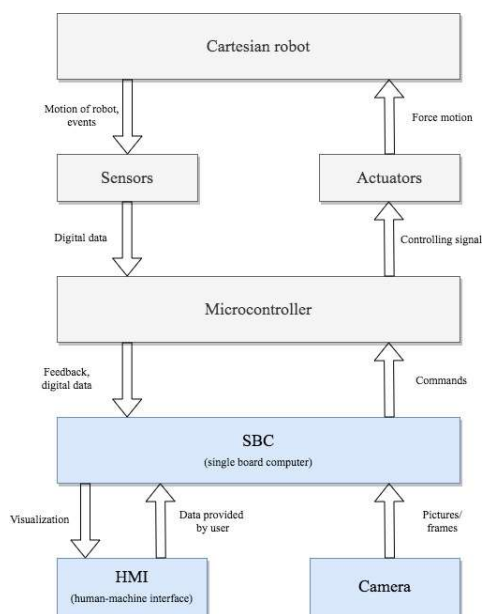 Cartesian robot
Motion of robot,
events
Force motion
Sensors
Actuators
Digital data
Controlling signal
Microcontroller
Feedback,
digital data
Commands
SBC
(single board computer)
Visualization
Data provided
by user
Pictures/
frames
HMI
(human-machine interface)
Camera